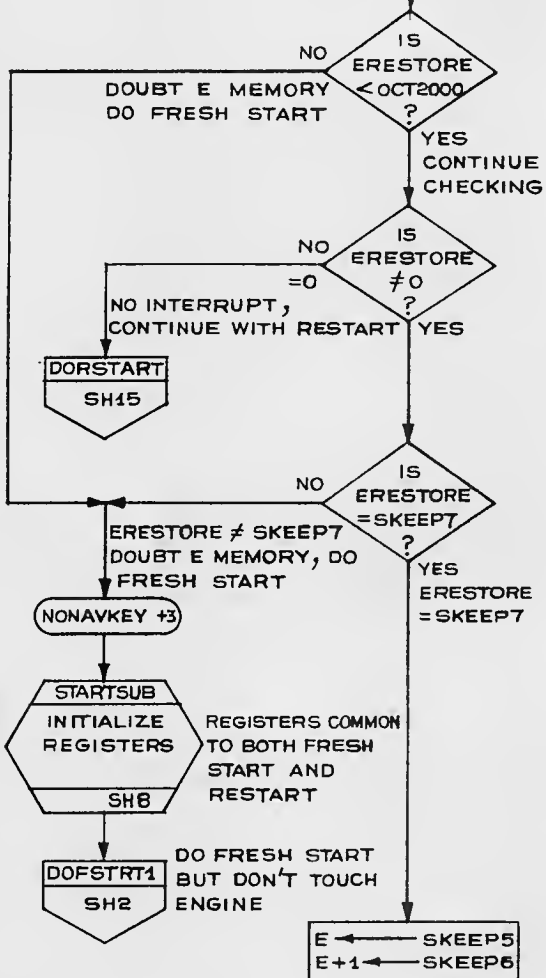 IS
ERESTORE
< OCT2000
?
NO
DOUBT E MEMORY
DO FRESH START
YES
CONTINUE
CHECKING
IS
ERESTORE
≠ 0
?
NO
=0
NO INTERRUPT,
CONTINUE WITH RESTART
YES
DORSTART
SH15
IS
ERESTORE
=SKEEP7
?
NO
ERESTORE ≠ SKEEP7
DOUBT E MEMORY, DO
FRESH START
YES
ERESTORE
=SKEEP7
NONAVKEY +3
STARTSUB
INITIALIZE
REGISTERS
SH8
REGISTERS COMMON
TO BOTH FRESH
START AND
RESTART
DOFSTRT1
SH2
DO FRESH START
BUT DON'T TOUCH
ENGINE
E ← SKEEP5
E+1 ← SKEEP6